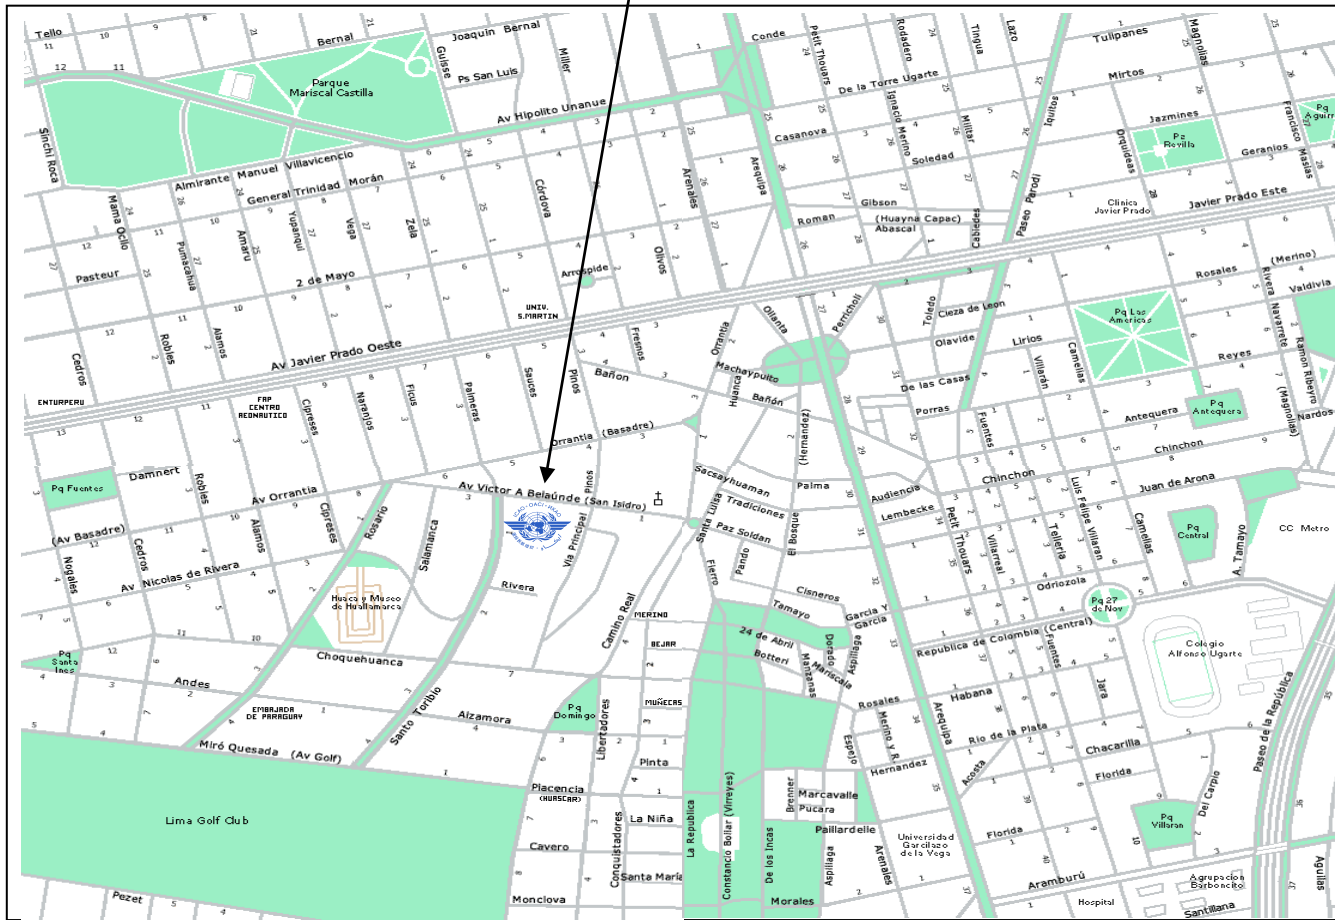 Tello
Bernal
Joaquin Bernal
Guisse
Ps San Luis
Miller
Conde
Petit Thouars
Rodadero
Tingua
Lazo
Tulipanes
Magnolias
Mirtos
Parque
Mariscal Castilla
Av Hipolito Unanue
De la Torre Ugarte
Ignacio Merino
Militar
Iquitos
Jazmines
Francisco Masias
Pq
Aguirre
Sinchi Roca
Casanova
Soledad
Orquideas
Pz
Revilla
Geranios
Almirante Manuel Villavicencio
General Trinidad Morán
Mama Ocllo
Pumacahua
Amaru
Yupanqui
Vega
Zela
Córdova
Arenales
Arequipa
Gibson
Roman
(Huayna Capac)
Abascal
Cabiedes
Paseo Parodi
Clinica
Javier Prado
Javier Prado Este
Pasteur
2 de Mayo
Arrospide
Olivos
UNIV.
S.MARTIN
Rosales
(Merino)
Valdivia
Rivera Navarrete
Ramon Ribeyro
(Magnolias)
Cedros
Robles
Alamos
Av Javier Prado Oeste
Fresnos
Orrantia
Ollanta
Perricholi
Toledo
Cieza de Leon
Olavide
Lirios
Pq Las
Americas
Reyes
ENTURPERU
FAP
CENTRO
AERONAUTICO
Cipreses
Naranjos
Ficus
Palmeras
Sauces
Pinos
Bañon
Machaypuito
Huanca
Bañón
(Hernandez)
De las Casas
Porras
Villarán
Camelias
Antequera
Pq
Antequera
Nardos
Orrantia (Basadre)
Fuentes
Chinchon
Chinchon
Pq Fuentes
Damnert
Robles
Av Orrantia
Cipreses
Rosario
Av Victor A Belaúnde (San Isidro)
Pinos
Sacsayhuaman
Tradiciones
Palma
Audiencia
Lembecke
Luis Felipe Villaran
Juan de Arona
(Av Basadre)
Nogales
Cedros
Alamos
Salamanca
ICAO·OACI·ИКАО
Via Principal
Santa Luisa
Paz Soldan
El Bosque
Petit Thouars
Villarreal
Telleria
Camelias
Pq
Central
A. Tamayo
CC Metro
Av Nicolas de Rivera
Rivera
Huaca y Museo
de Huallamarca
Camino Real
Fierro
Pando
Cisneros
Tamayo
Garcia Y
Garcia
Odriozola
Pq 27
de Nov
MERINO
24 de Abril
BEJAR
Botteri
Manzanas
Dorado
Mariscala
Aspillaga
Republica de Colombia (Central)
Fuentes
Colegio
Alfonso Ugarte
Pq
Santa
Ines
Choquehuanca
Andes
EMBAJADA
DE PARAGUAY
Santo Toribio
Alzamora
Pq
Domingo
Libertadores
MUÑECAS
Rosales
Merino y R.
Espejo
Arequipa
Habana
Jara
Rio de la Plata
Chacarilla
Paseo de la República
Miró Quesada (Av Golf)
Pinta
Hernandez
Acosta
Florida
Del Carpio
Placencia
(HUASCAR)
La Republica
Constancio Bollar (Virreyes)
De los Incas
Brenner
Marcavalle
Pucara
Lima Golf Club
La Niña
Conquistadores
Paillardelle
Aspillaga
Arenales
Universidad
Garcilazo
de la Vega
Florida
Pq
Villaran
Cavero
Santa María
Aramburú
Agrupacion
Barboncito
Aguilas
Pezet
Monclova
Morales
Hospital
Santillana